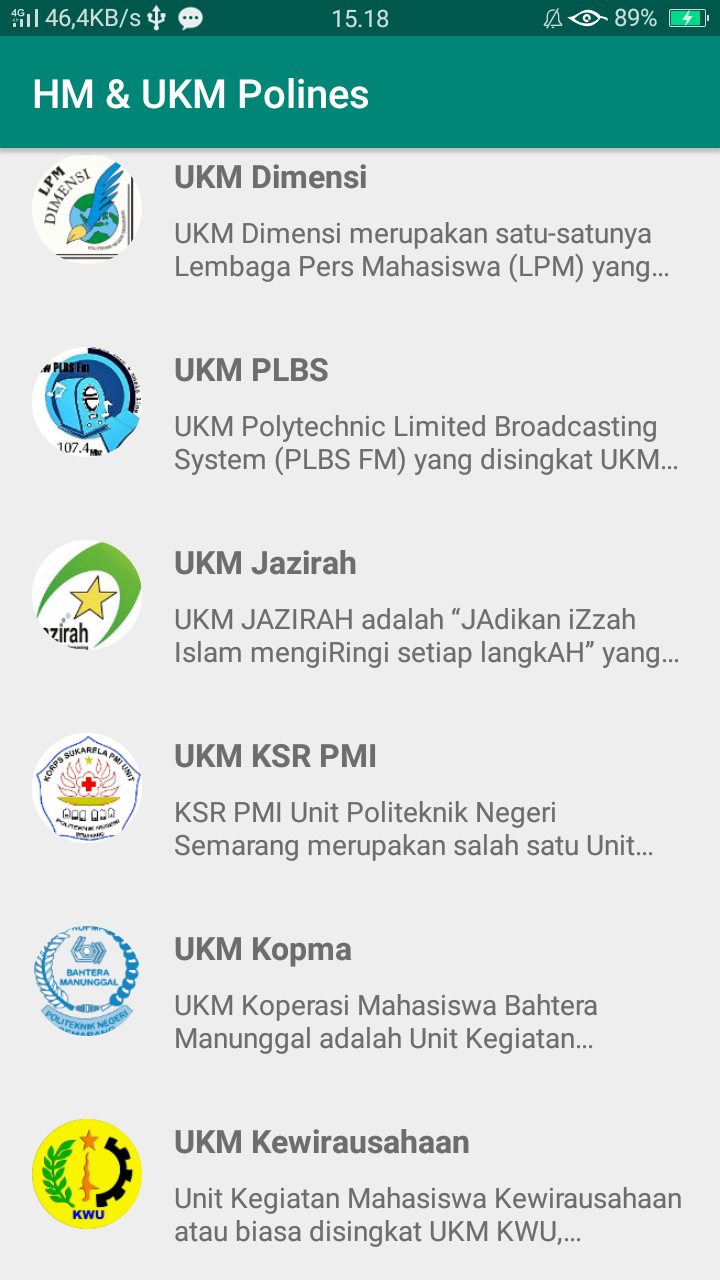 4G 46,4KB/s 15.18 89%
HM & UKM Polines
LPM
DIMENSI
UKM Dimensi
UKM Dimensi merupakan satu-satunya
Lembaga Pers Mahasiswa (LPM) yang…
PLBS Fm
107.4
UKM PLBS
UKM Polytechnic Limited Broadcasting
System (PLBS FM) yang disingkat UKM…
zirah
UKM Jazirah
UKM JAZIRAH adalah “JAdikan iZzah
Islam mengiRingi setiap langkAH” yang…
KORPS SUKARELA PMI UNIT
POLITEKNIK NEGERI
SEMARANG
UKM KSR PMI
KSR PMI Unit Politeknik Negeri
Semarang merupakan salah satu Unit…
BAHTERA
MANUNGGAL
POLITEKNIK NEGERI
SEMARANG
UKM Kopma
UKM Koperasi Mahasiswa Bahtera
Manunggal adalah Unit Kegiatan…
KWU
UKM Kewirausahaan
Unit Kegiatan Mahasiswa Kewirausahaan
atau biasa disingkat UKM KWU,…